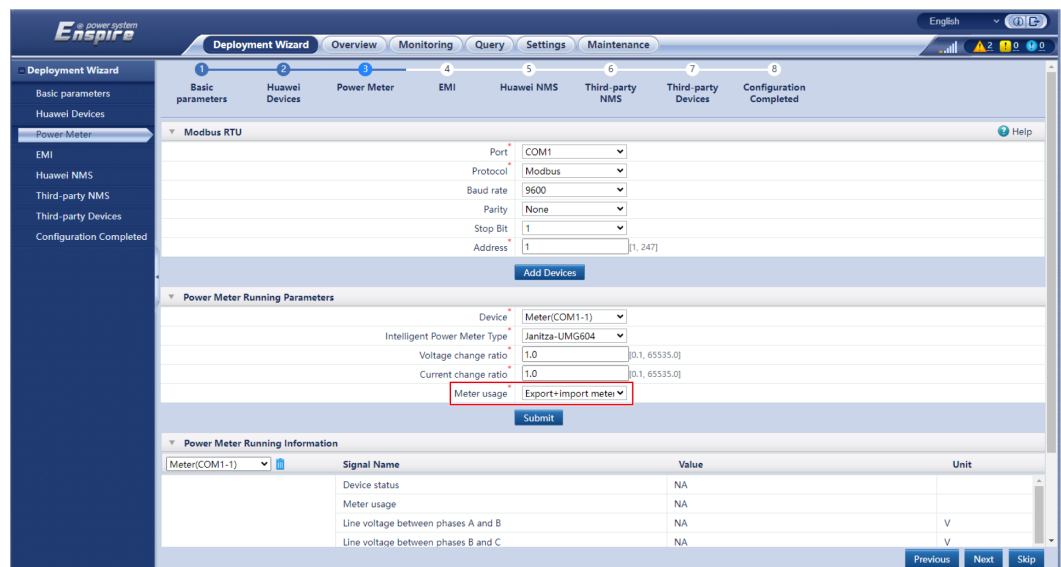 Enspire e power system
English
Deployment Wizard Overview Monitoring Query Settings Maintenance
2 0 0
Deployment Wizard
Basic parameters
Huawei Devices
Power Meter
EMI
Huawei NMS
Third-party NMS
Third-party Devices
Configuration Completed
1 2 3 4 5 6 7 8
Basic parameters
Huawei Devices
Power Meter
EMI
Huawei NMS
Third-party NMS
Third-party Devices
Configuration Completed
Modbus RTU
Help
Port* COM1
Protocol* Modbus
Baud rate 9600
Parity None
Stop Bit 1
Address* 1 [1, 247]
Add Devices
Power Meter Running Parameters
Device* Meter(COM1-1)
Intelligent Power Meter Type* Janitza-UMG604
Voltage change ratio* 1.0 [0.1, 65535.0]
Current change ratio* 1.0 [0.1, 65535.0]
Meter usage* Export+import meter
Submit
Power Meter Running Information
Meter(COM1-1) Signal Name Value Unit
Device status NA
Meter usage NA
Line voltage between phases A and B NA V
Line voltage between phases B and C NA V
Previous Next Skip